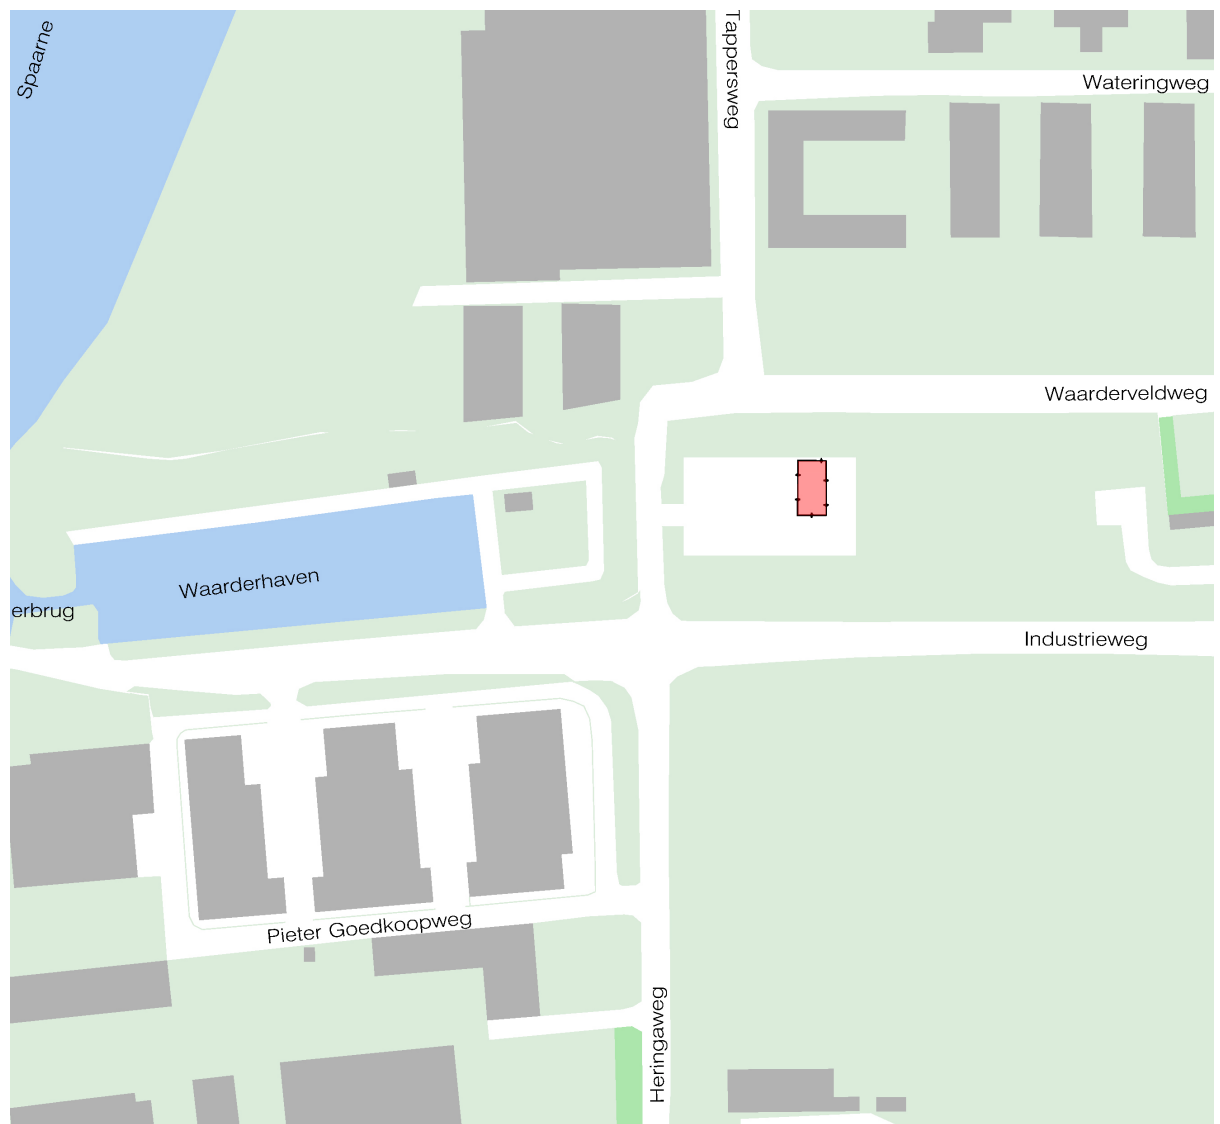 Spaarne
Tappersweg
Wateringweg
Waarderveldweg
Waarderhaven
erbrug
Industrieweg
Pieter Goedkoopweg
Heringaweg